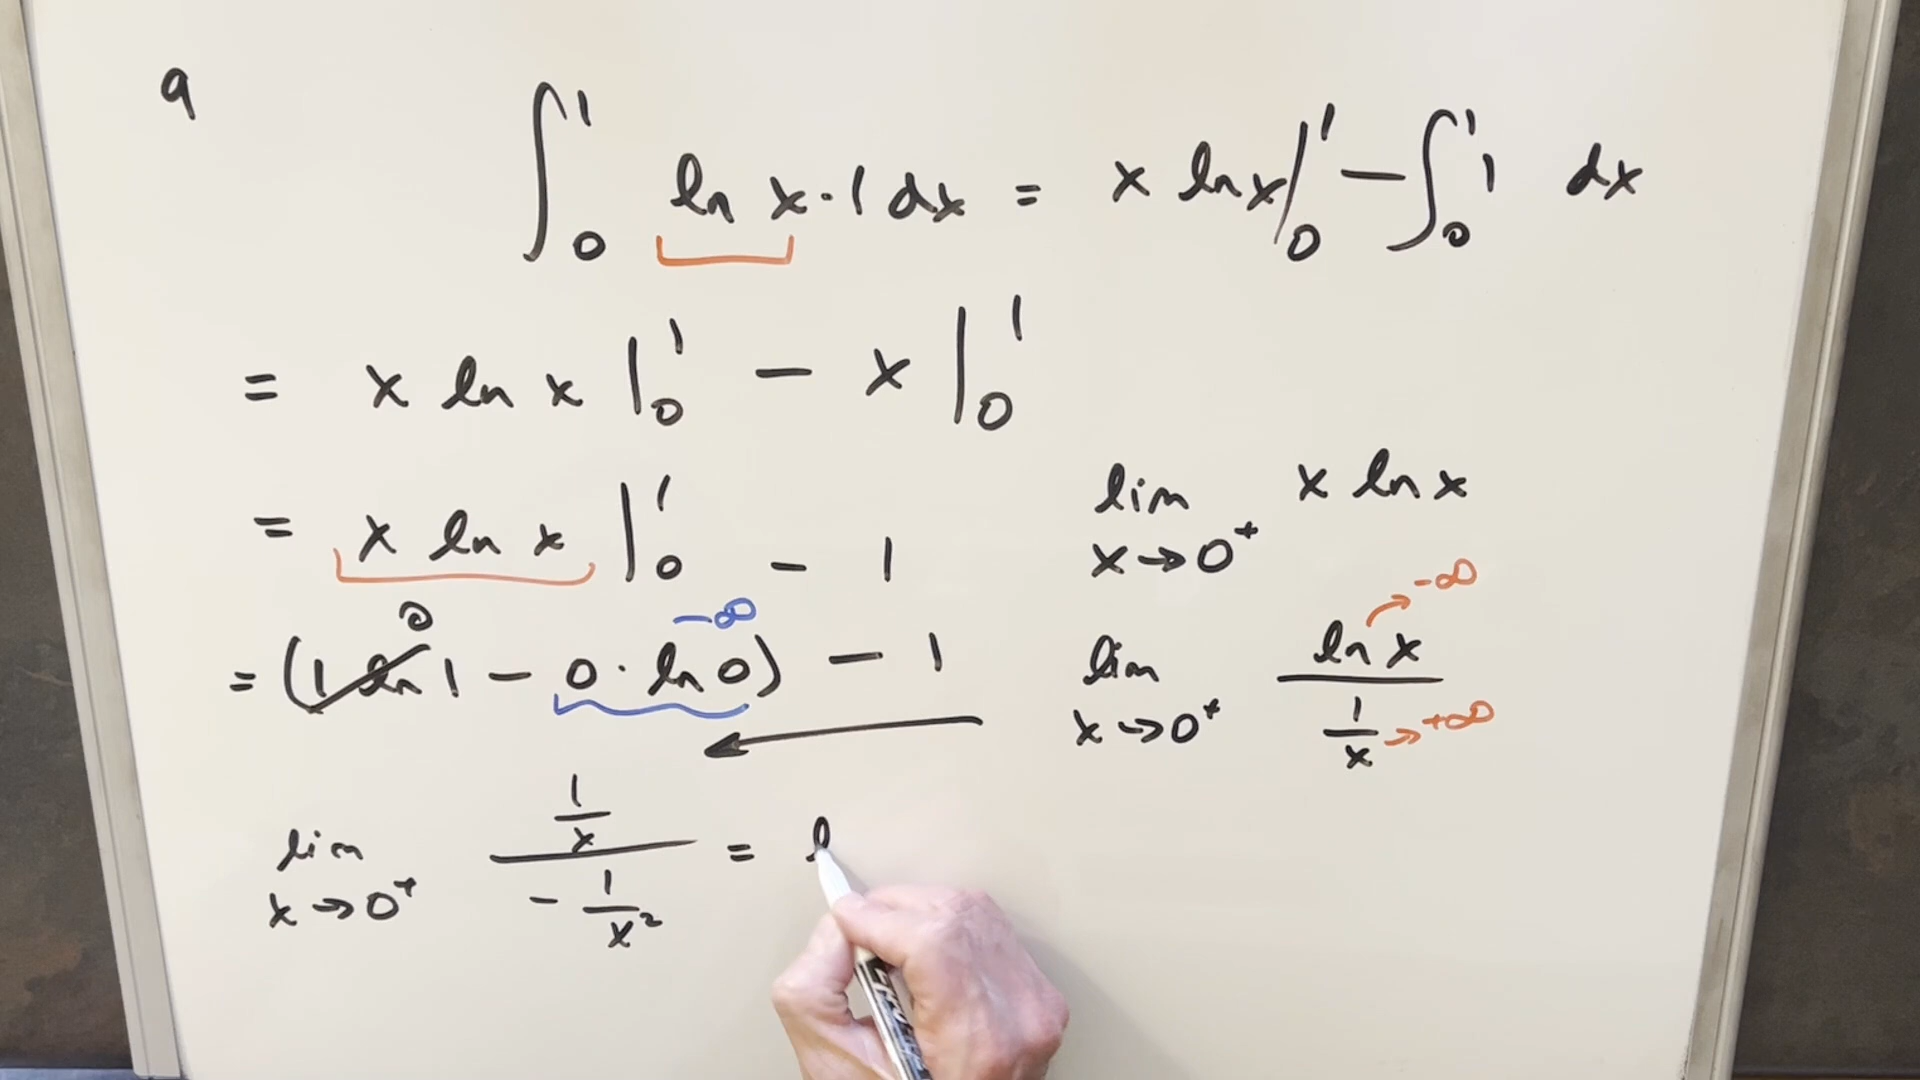 9
∫₀¹ ln x · 1 dx = x ln x |₀¹ − ∫₀¹ 1 dx
= x ln x |₀¹ − x |₀¹
= x ln x |₀¹ − 1
0 −∞
= (1 ln 1 − 0 · ln 0) − 1
lim x→0⁺ x ln x
lim x→0⁺ ln x / (1/x)
→ −∞
→ +∞
lim x→0⁺ (1/x) / (−1/x²) = l